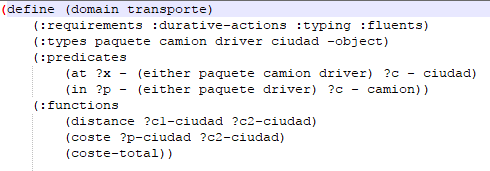 (define (domain transporte)
(:requirements :durative-actions :typing :fluents)
(:types paquete camion driver ciudad -object)
(:predicates
(at ?x - (either paquete camion driver) ?c - ciudad)
(in ?p - (either paquete driver) ?c - camion))
(:functions
(distance ?c1-ciudad ?c2-ciudad)
(coste ?p-ciudad ?c2-ciudad)
(coste-total))